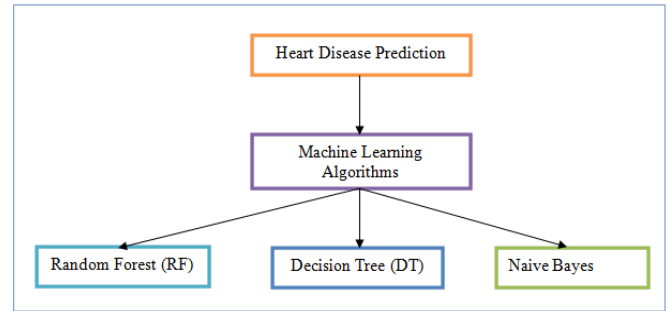 Heart Disease Prediction
Machine Learning
Algorithms
Random Forest (RF)
Decision Tree (DT)
Naive Bayes